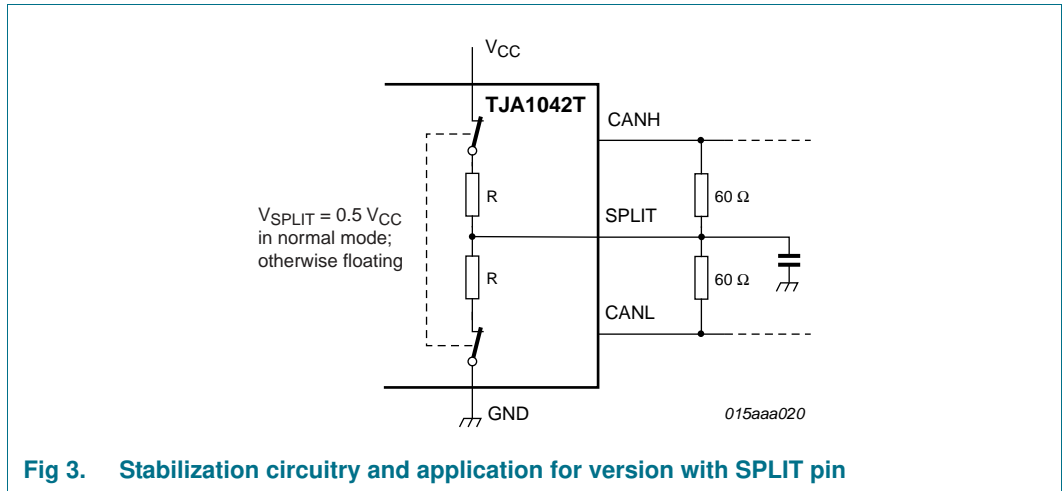 VCC
TJA1042T
CANH
R
60 Ω
VSPLIT = 0.5 VCC
in normal mode;
otherwise floating
SPLIT
R
60 Ω
CANL
GND
015aaa020
Fig 3. Stabilization circuitry and application for version with SPLIT pin